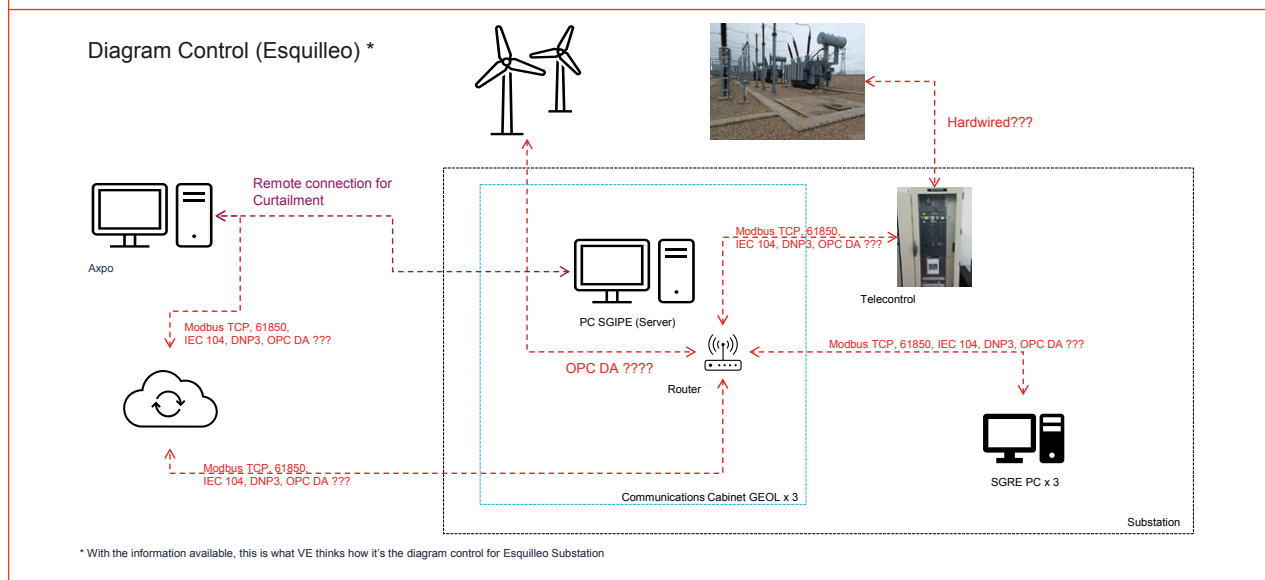 Diagram Control (Esquilleo) *
Hardwired???
Remote connection for
Curtailment
Axpo
Modbus TCP, 61850,
IEC 104, DNP3, OPC DA ???
Telecontrol
PC SGIPE (Server)
Modbus TCP, 61850,
IEC 104, DNP3, OPC DA ???
Modbus TCP, 61850, IEC 104, DNP3, OPC DA ???
OPC DA ????
Router
Modbus TCP, 61850,
IEC 104, DNP3, OPC DA ???
SGRE PC x 3
Communications Cabinet GEOL x 3
Substation
* With the information available, this is what VE thinks how it's the diagram control for Esquilleo Substation